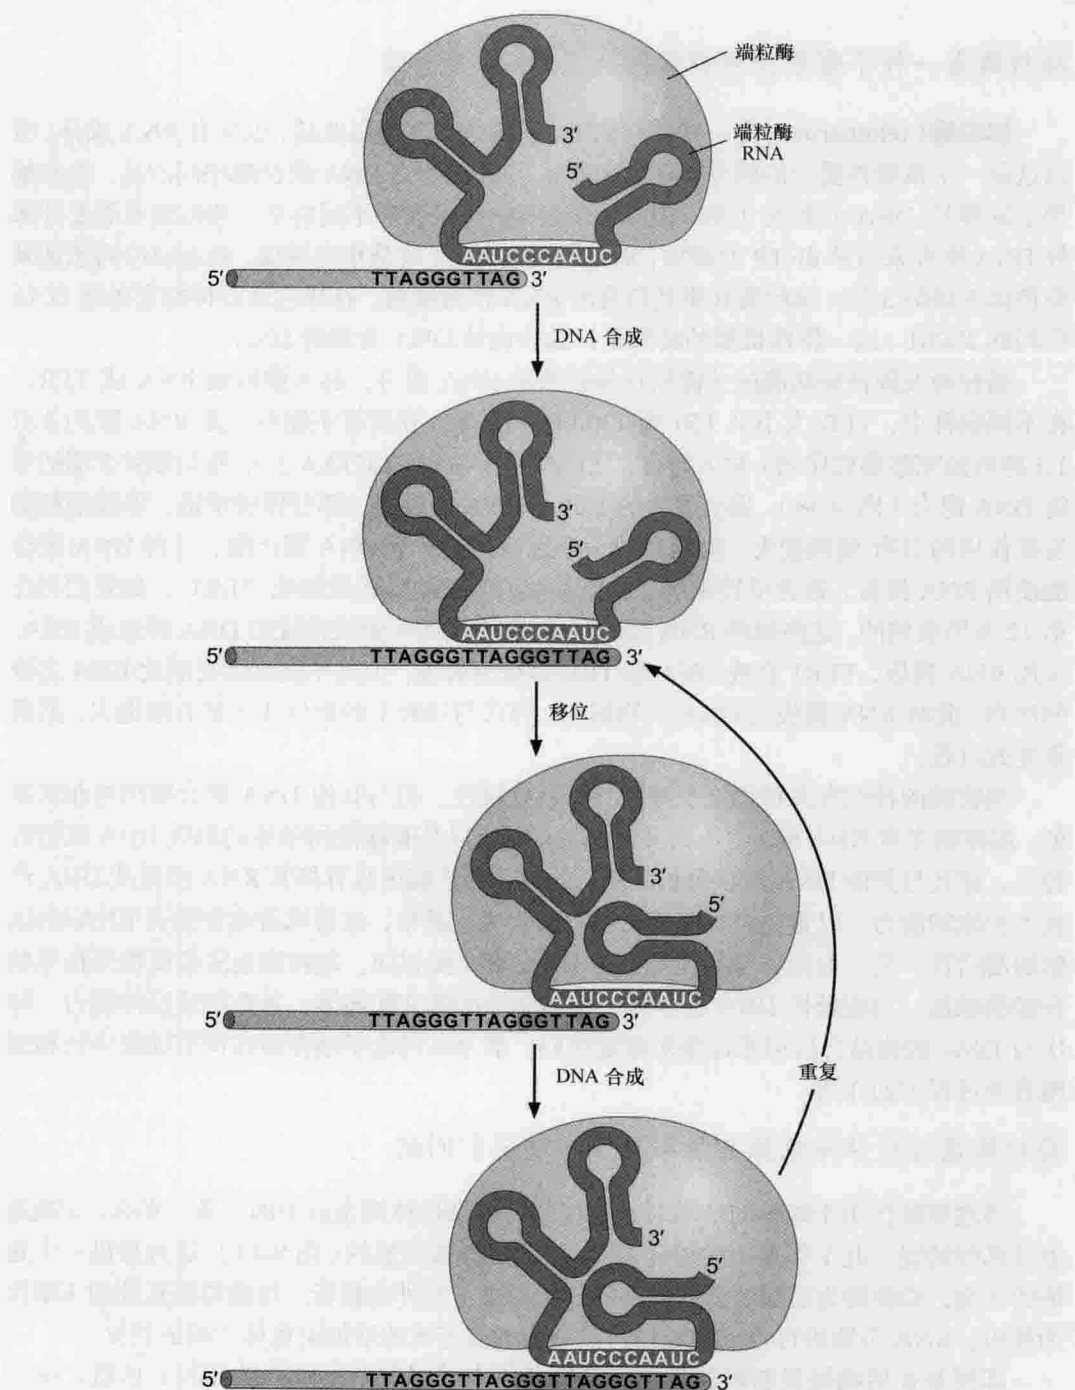 端粒酶
端粒酶
RNA
3′
5′
AAUCCCAAUC
5′ TTAGGGTTAG 3′
DNA 合成
3′
5′
AAUCCCAAUC
5′ TTAGGGTTAGGGTTAG 3′
移位
3′
5′
AAUCCCAAUC
5′ TTAGGGTTAGGGTTAG 3′
DNA 合成
重复
3′
5′
AAUCCCAAUC
5′ TTAGGGTTAGGGTTAGGGTTAG 3′